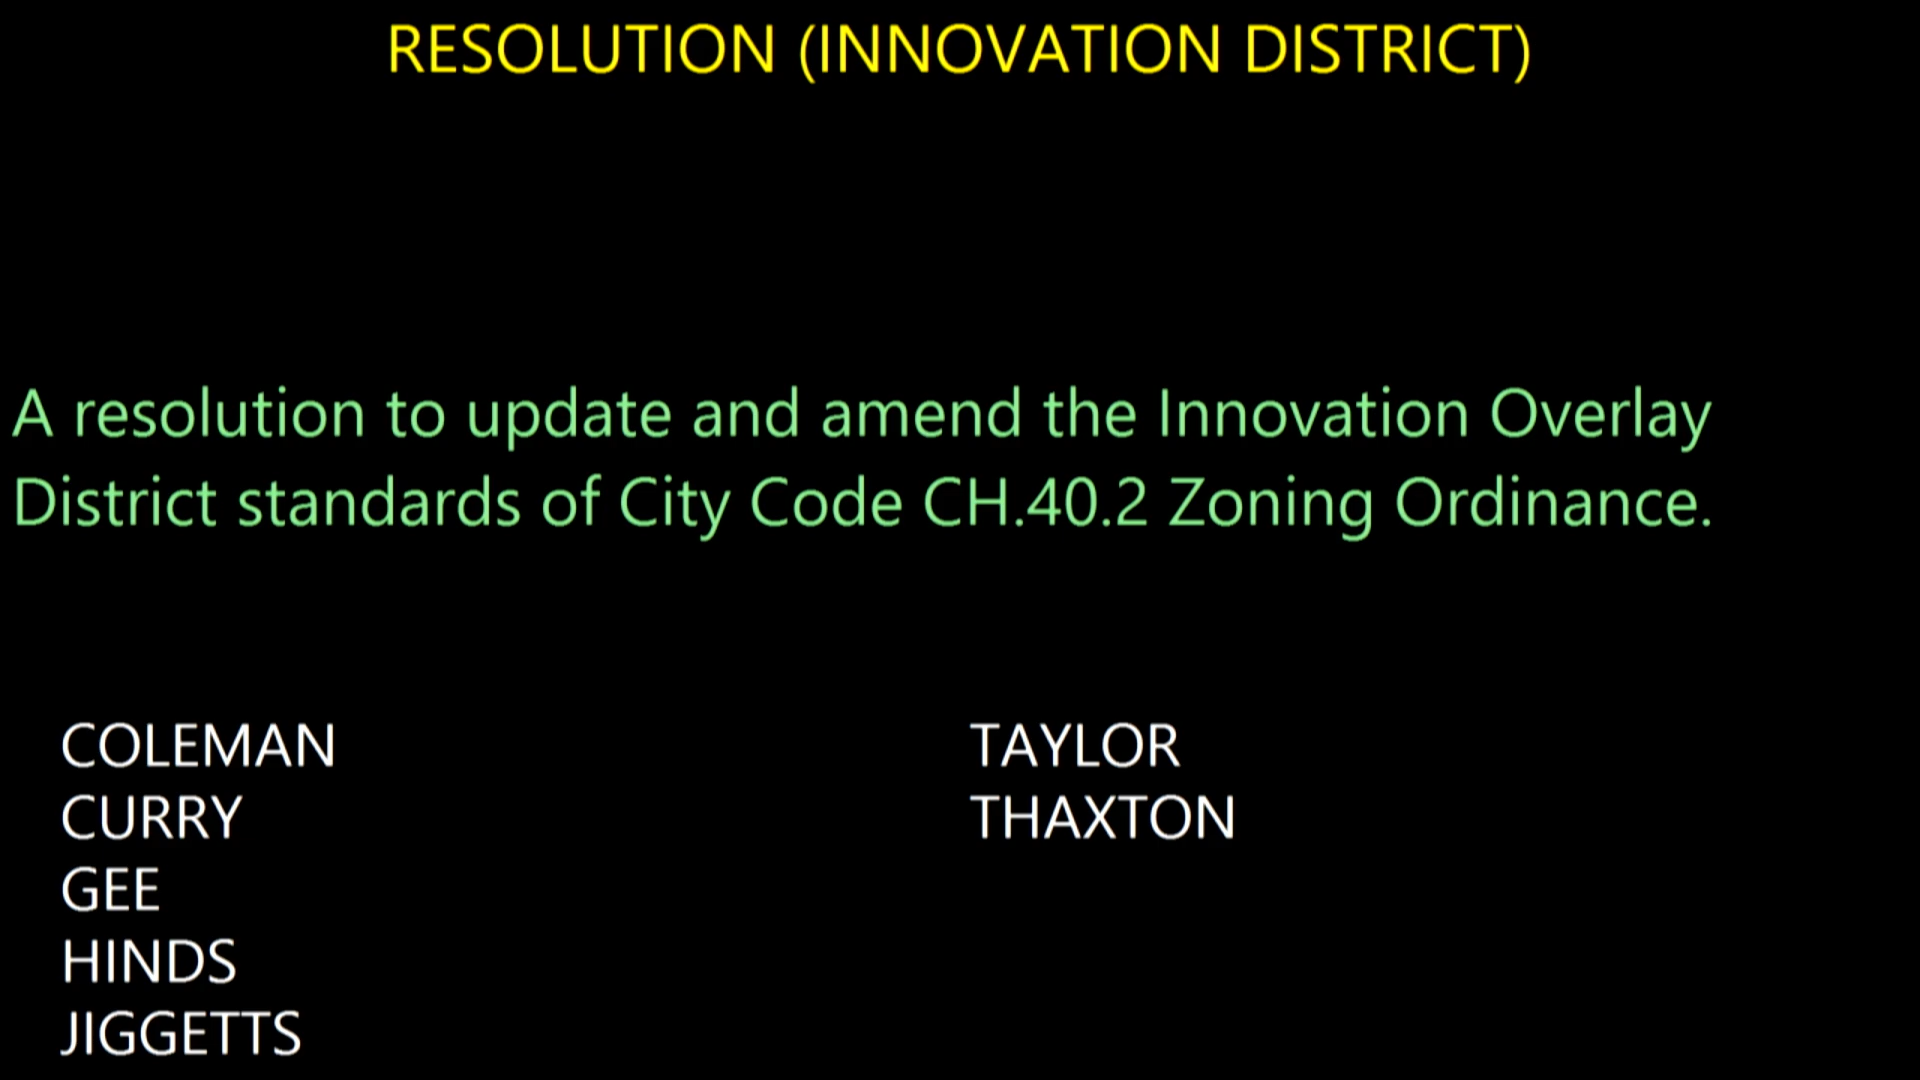 RESOLUTION (INNOVATION DISTRICT)
A resolution to update and amend the Innovation Overlay
District standards of City Code CH.40.2 Zoning Ordinance.
COLEMAN
CURRY
GEE
HINDS
JIGGETTS
TAYLOR
THAXTON